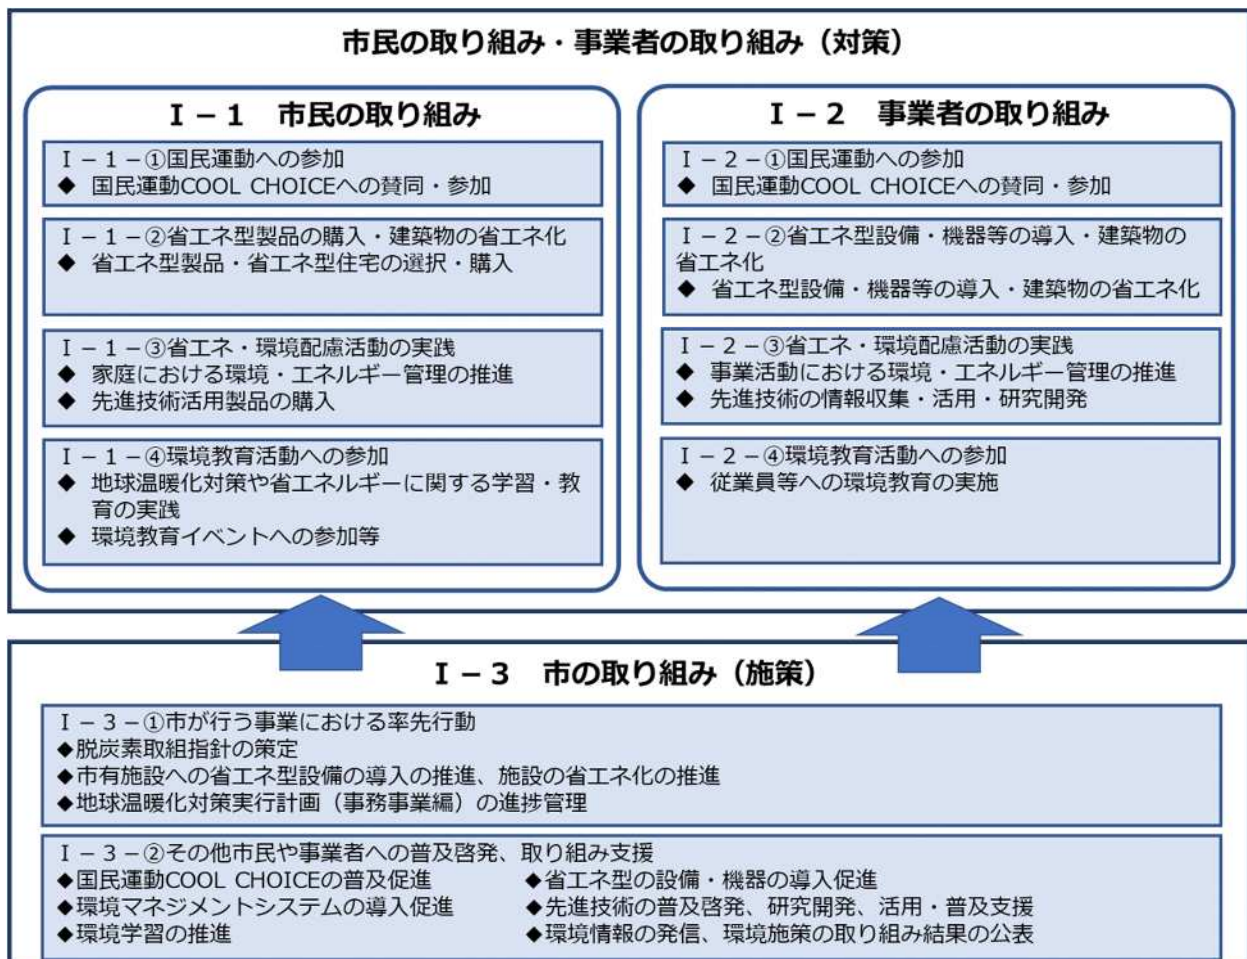 市民の取り組み・事業者の取り組み（対策）
Ⅰ－１　市民の取り組み
Ⅰ－１－①国民運動への参加
◆ 国民運動COOL CHOICEへの賛同・参加
Ⅰ－１－②省エネ型製品の購入・建築物の省エネ化
◆ 省エネ型製品・省エネ型住宅の選択・購入
Ⅰ－１－③省エネ・環境配慮活動の実践
◆ 家庭における環境・エネルギー管理の推進
◆ 先進技術活用製品の購入
Ⅰ－１－④環境教育活動への参加
◆ 地球温暖化対策や省エネルギーに関する学習・教
育の実践
◆ 環境教育イベントへの参加等
Ⅰ－２　事業者の取り組み
Ⅰ－２－①国民運動への参加
◆ 国民運動COOL CHOICEへの賛同・参加
Ⅰ－２－②省エネ型設備・機器等の導入・建築物の
省エネ化
◆ 省エネ型設備・機器等の導入・建築物の省エネ化
Ⅰ－２－③省エネ・環境配慮活動の実践
◆ 事業活動における環境・エネルギー管理の推進
◆ 先進技術の情報収集・活用・研究開発
Ⅰ－２－④環境教育活動への参加
◆ 従業員等への環境教育の実施
Ⅰ－３　市の取り組み（施策）
Ⅰ－３－①市が行う事業における率先行動
◆脱炭素取組指針の策定
◆市有施設への省エネ型設備の導入の推進、施設の省エネ化の推進
◆地球温暖化対策実行計画（事務事業編）の進捗管理
Ⅰ－３－②その他市民や事業者への普及啓発、取り組み支援
◆国民運動COOL CHOICEの普及促進
◆環境マネジメントシステムの導入促進
◆環境学習の推進
◆省エネ型の設備・機器の導入促進
◆先進技術の普及啓発、研究開発、活用・普及支援
◆環境情報の発信、環境施策の取り組み結果の公表